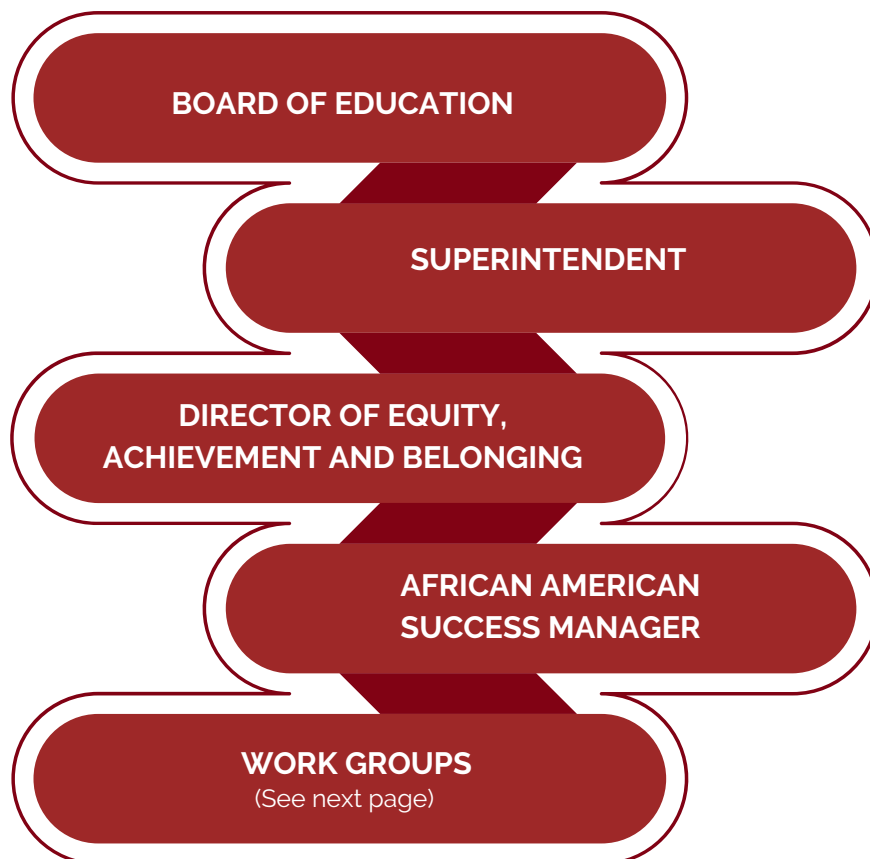 BOARD OF EDUCATION
SUPERINTENDENT
DIRECTOR OF EQUITY,
ACHIEVEMENT AND BELONGING
AFRICAN AMERICAN
SUCCESS MANAGER
WORK GROUPS
(See next page)